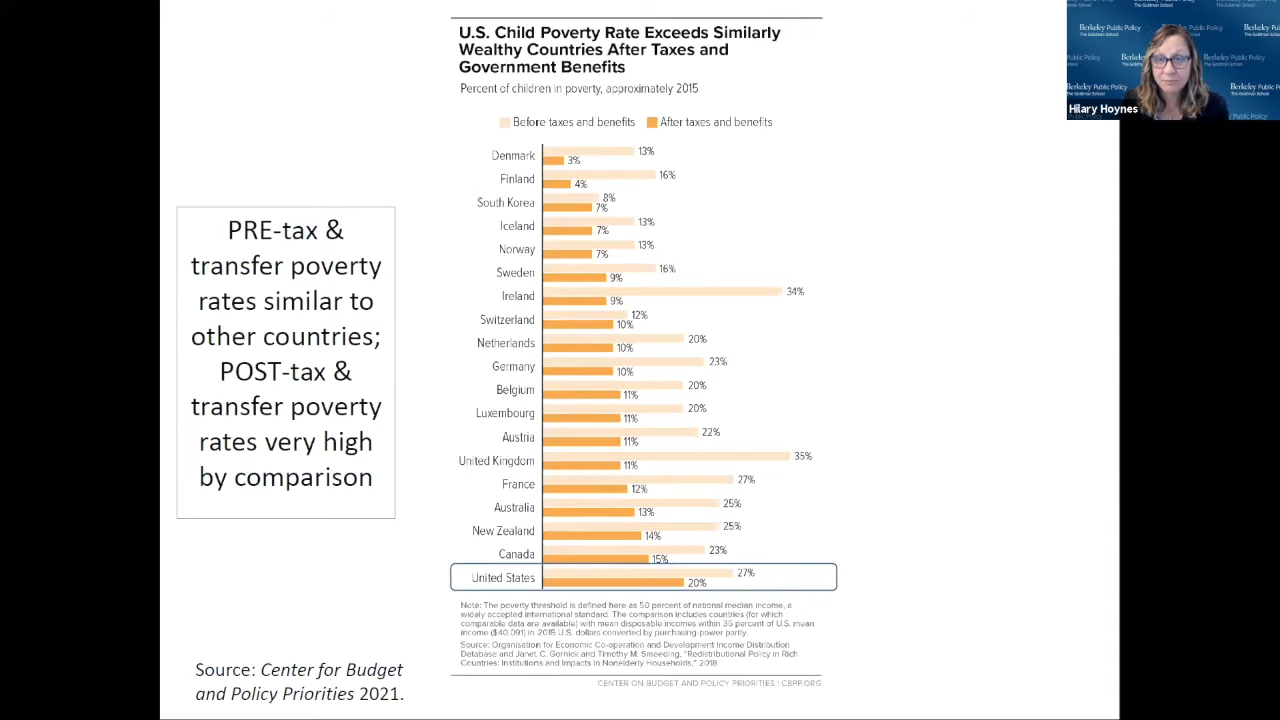 U.S. Child Poverty Rate Exceeds Similarly
Wealthy Countries After Taxes and
Government Benefits
Percent of children in poverty, approximately 2015
Before taxes and benefits After taxes and benefits
Denmark 13%
3%
Finland 16%
4%
South Korea 8%
7%
Iceland 13%
7%
Norway 13%
7%
Sweden 16%
9%
Ireland 34%
9%
Switzerland 12%
10%
Netherlands 20%
10%
Germany 23%
10%
Belgium 20%
11%
Luxembourg 20%
11%
Austria 22%
11%
United Kingdom 35%
11%
France 27%
12%
Australia 25%
13%
New Zealand 25%
14%
Canada 23%
15%
United States 27%
20%
Note: The poverty threshold is defined here as 50 percent of national median income, a
widely accepted international standard. The comparison includes countries (for which
comparable data are available) with mean disposable incomes within 35 percent of U.S. mean
income ($40,091) in 2015 U.S. dollars converted by purchasing-power parity.
Source: Organisation for Economic Co-operation and Development Income Distribution
Database and Janet. C. Gornick and Timothy M. Smeeding, "Redistributional Policy in Rich
Countries: Institutions and Impacts in Nonelderly Households," 2018
CENTER ON BUDGET AND POLICY PRIORITIES | CBPP.ORG
PRE-tax &
transfer poverty
rates similar to
other countries;
POST-tax &
transfer poverty
rates very high
by comparison
Source: Center for Budget
and Policy Priorities 2021.
Berkeley Public Policy
The Goldman School
Hilary Hoynes